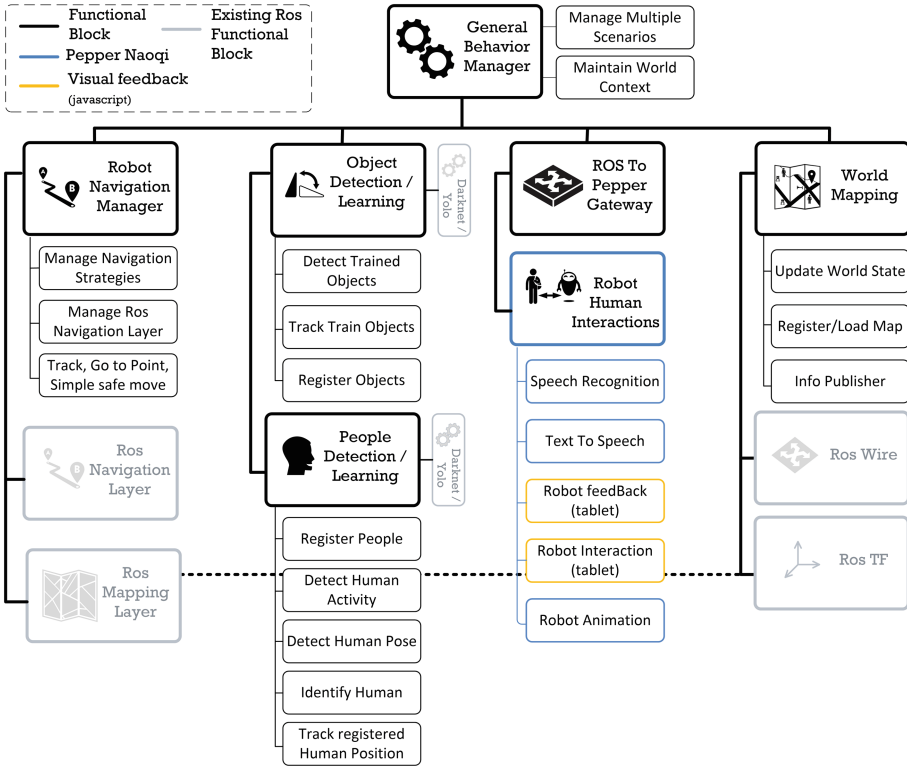 Functional
Block
Existing Ros
Functional
Block
Pepper Naoqi
Visual feedback
(javascript)
General
Behavior
Manager
Manage Multiple
Scenarios
Maintain World
Context
Robot
Navigation
Manager
A
B
Manage Navigation
Strategies
Manage Ros
Navigation Layer
Track, Go to Point,
Simple safe move
Ros
Navigation
Layer
A
B
Ros
Mapping
Layer
Object
Detection /
Learning
Darknet /
Yolo
Detect Trained
Objects
Track Train Objects
Register Objects
People
Detection /
Learning
Darknet /
Yolo
Register People
Detect Human
Activity
Detect Human Pose
Identify Human
Track registered
Human Position
ROS To
Pepper
Gateway
Robot
Human
Interactions
Speech Recognition
Text To Speech
Robot feedBack
(tablet)
Robot Interaction
(tablet)
Robot Animation
World
Mapping
Update World State
Register/Load Map
Info Publisher
Ros Wire
Ros TF